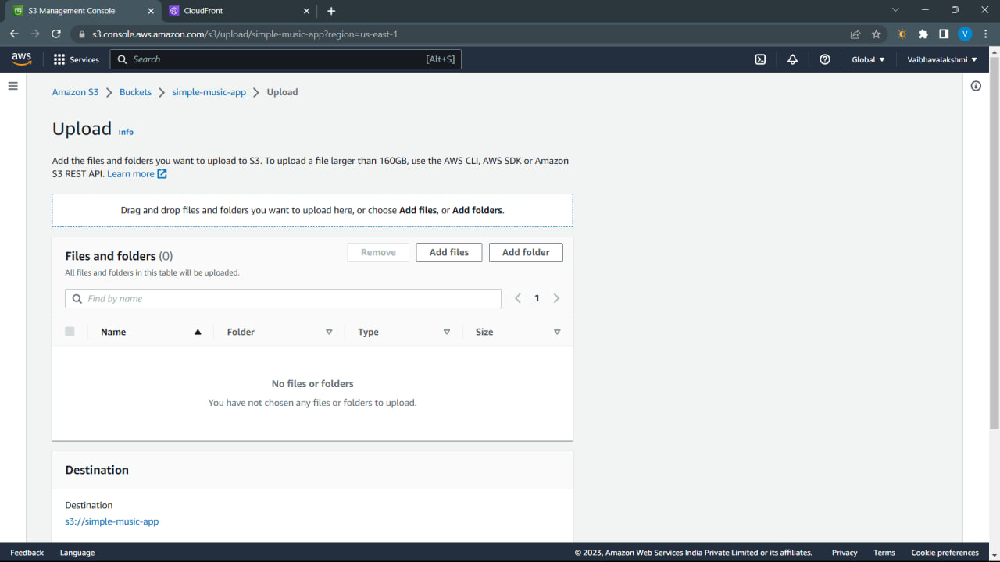 S3 Management Console
CloudFront
s3.console.aws.amazon.com/s3/upload/simple-music-app?region=us-east-1
V
aws
Services
Search
[Alt+S]
Global
Vaibhavalakshmi
Amazon S3
Buckets
simple-music-app
Upload
Upload
Info
Add the files and folders you want to upload to S3. To upload a file larger than 160GB, use the AWS CLI, AWS SDK or Amazon
S3 REST API. Learn more
Drag and drop files and folders you want to upload here, or choose Add files, or Add folders.
Files and folders (0)
Remove
Add files
Add folder
All files and folders in this table will be uploaded.
Find by name
1
Name
Folder
Type
Size
No files or folders
You have not chosen any files or folders to upload.
Destination
Destination
s3://simple-music-app
Feedback
Language
© 2023, Amazon Web Services India Private Limited or its affiliates.
Privacy
Terms
Cookie preferences